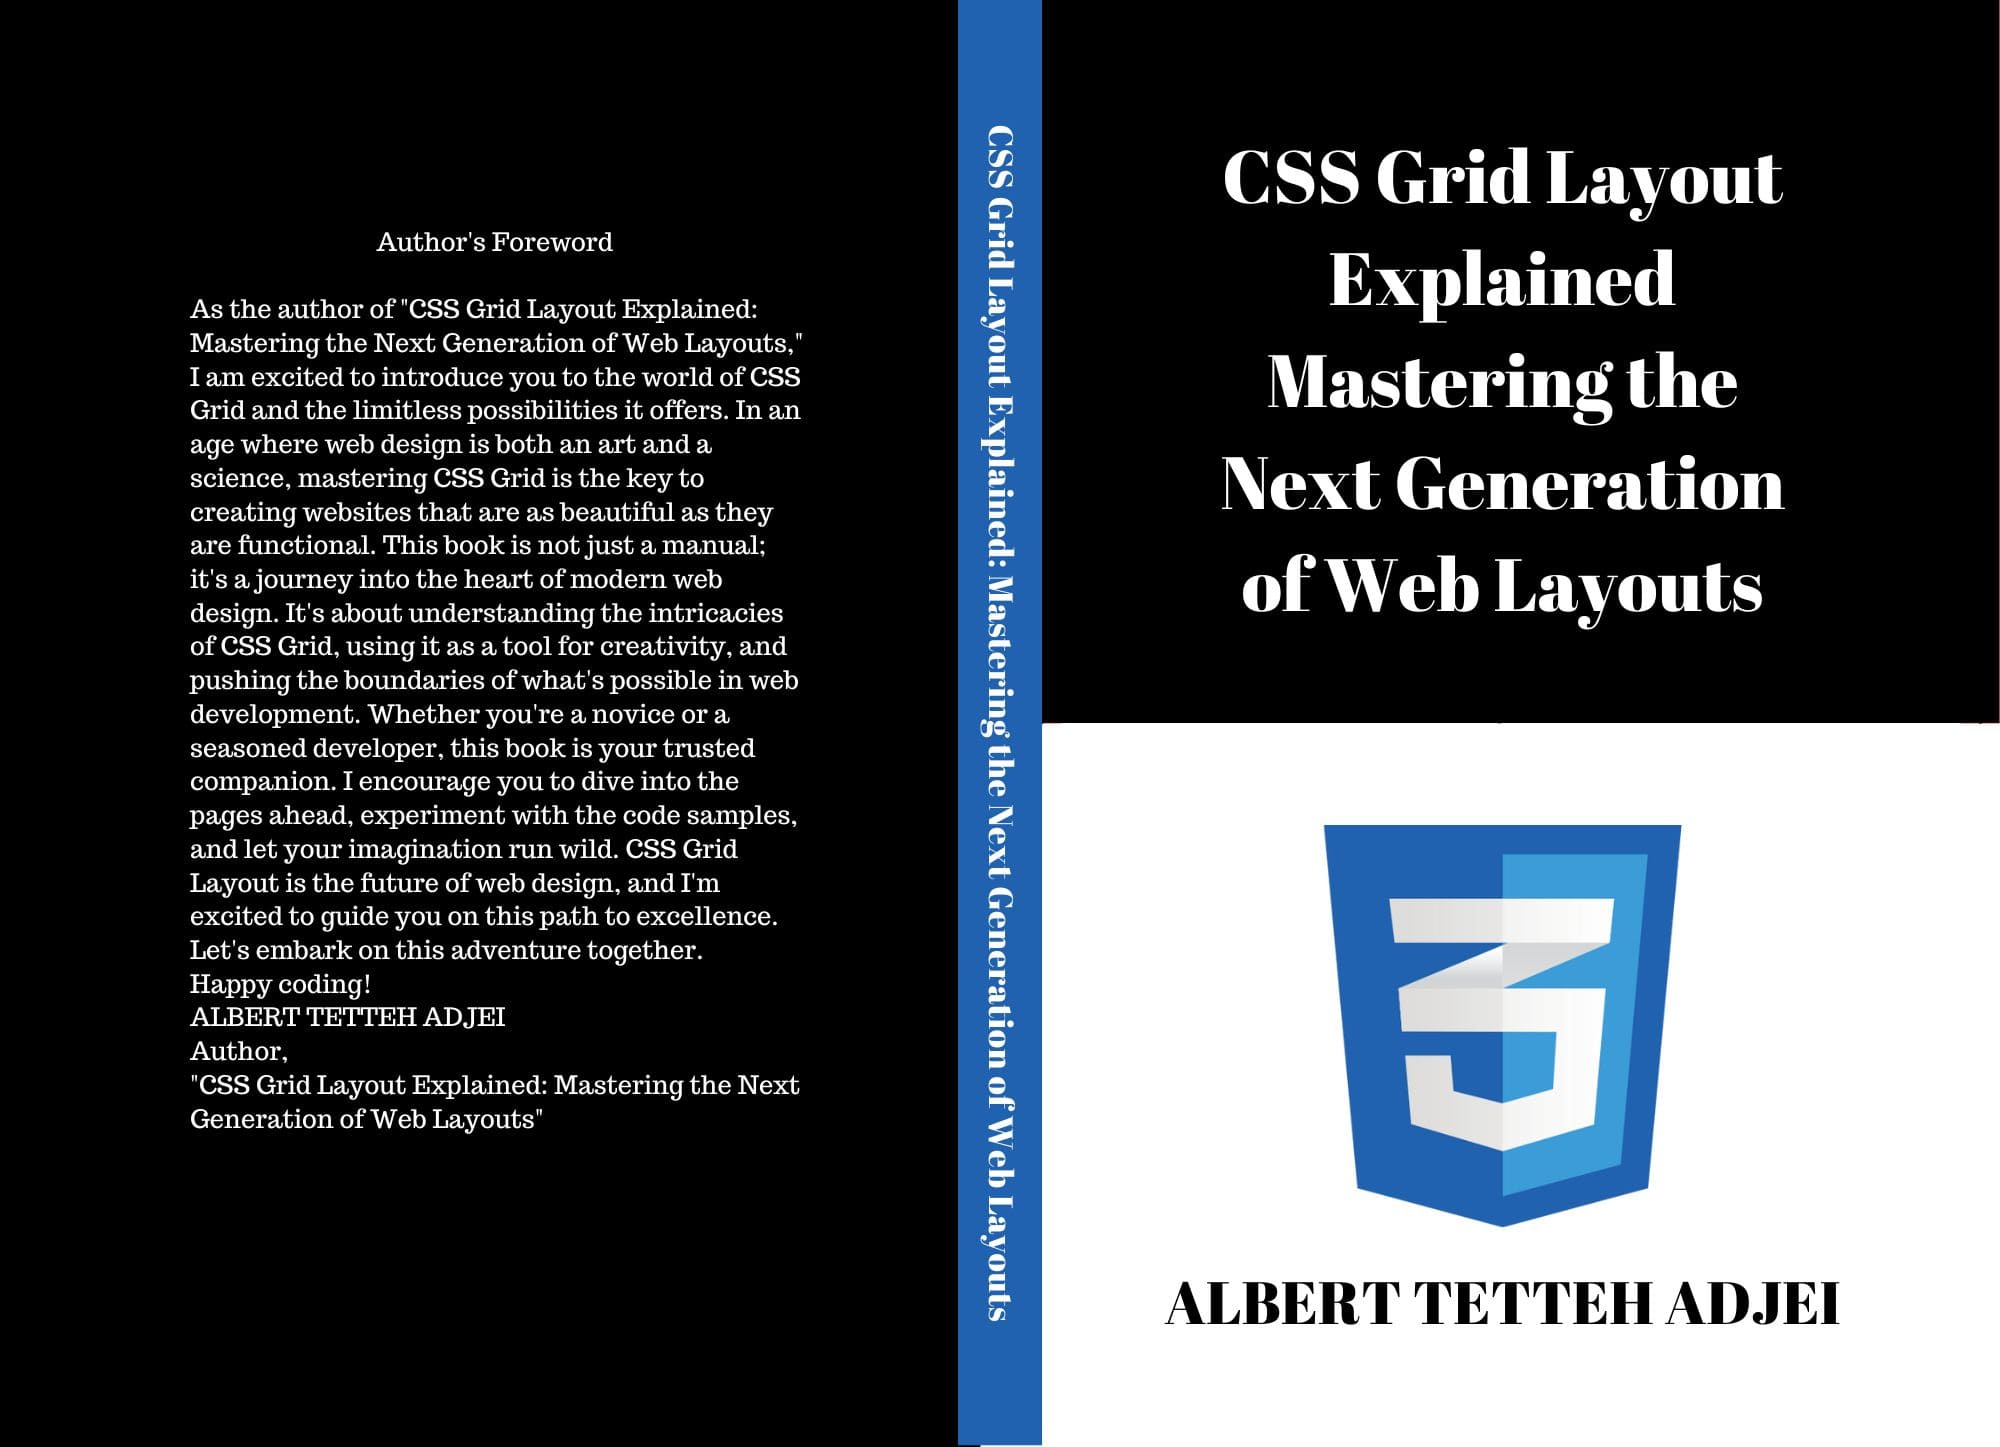 Author's Foreword
As the author of "CSS Grid Layout Explained:
Mastering the Next Generation of Web Layouts,"
I am excited to introduce you to the world of CSS
Grid and the limitless possibilities it offers. In an
age where web design is both an art and a
science, mastering CSS Grid is the key to
creating websites that are as beautiful as they
are functional. This book is not just a manual;
it's a journey into the heart of modern web
design. It's about understanding the intricacies
of CSS Grid, using it as a tool for creativity, and
pushing the boundaries of what's possible in web
development. Whether you're a novice or a
seasoned developer, this book is your trusted
companion. I encourage you to dive into the
pages ahead, experiment with the code samples,
and let your imagination run wild. CSS Grid
Layout is the future of web design, and I'm
excited to guide you on this path to excellence.
Let's embark on this adventure together.
Happy coding!
ALBERT TETTEH ADJEI
Author,
"CSS Grid Layout Explained: Mastering the Next
Generation of Web Layouts"
CSS Grid Layout Explained: Mastering the Next Generation of Web Layouts
CSS Grid Layout
Explained
Mastering the
Next Generation
of Web Layouts
3
ALBERT TETTEH ADJEI